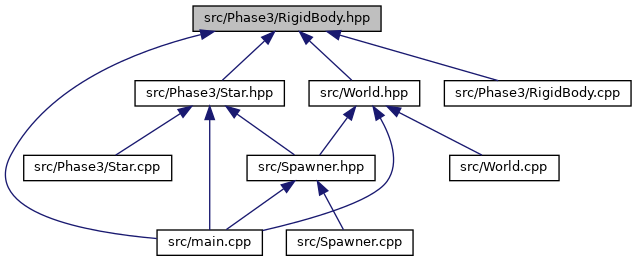 src/Phase3/RigidBody.hpp
src/Phase3/Star.hpp
src/World.hpp
src/Phase3/RigidBody.cpp
src/Phase3/Star.cpp
src/Spawner.hpp
src/World.cpp
src/main.cpp
src/Spawner.cpp